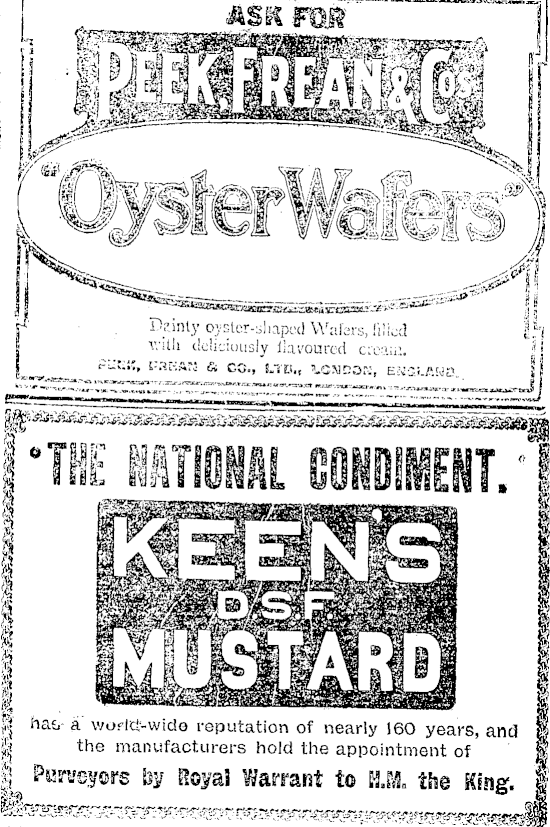 ASK FOR
PEEK, FREAN & Co's
"Oyster Wafers"
Dainty oyster-shaped Wafers, filled
with deliciously flavoured cream.
PEEK, FREAN & CO., LTD., LONDON, ENGLAND.
THE NATIONAL CONDIMENT.
KEEN'S
D.S.F.
MUSTARD
has a world-wide reputation of nearly 160 years, and
the manufacturers hold the appointment of
Purveyors by Royal Warrant to H.M. the King.